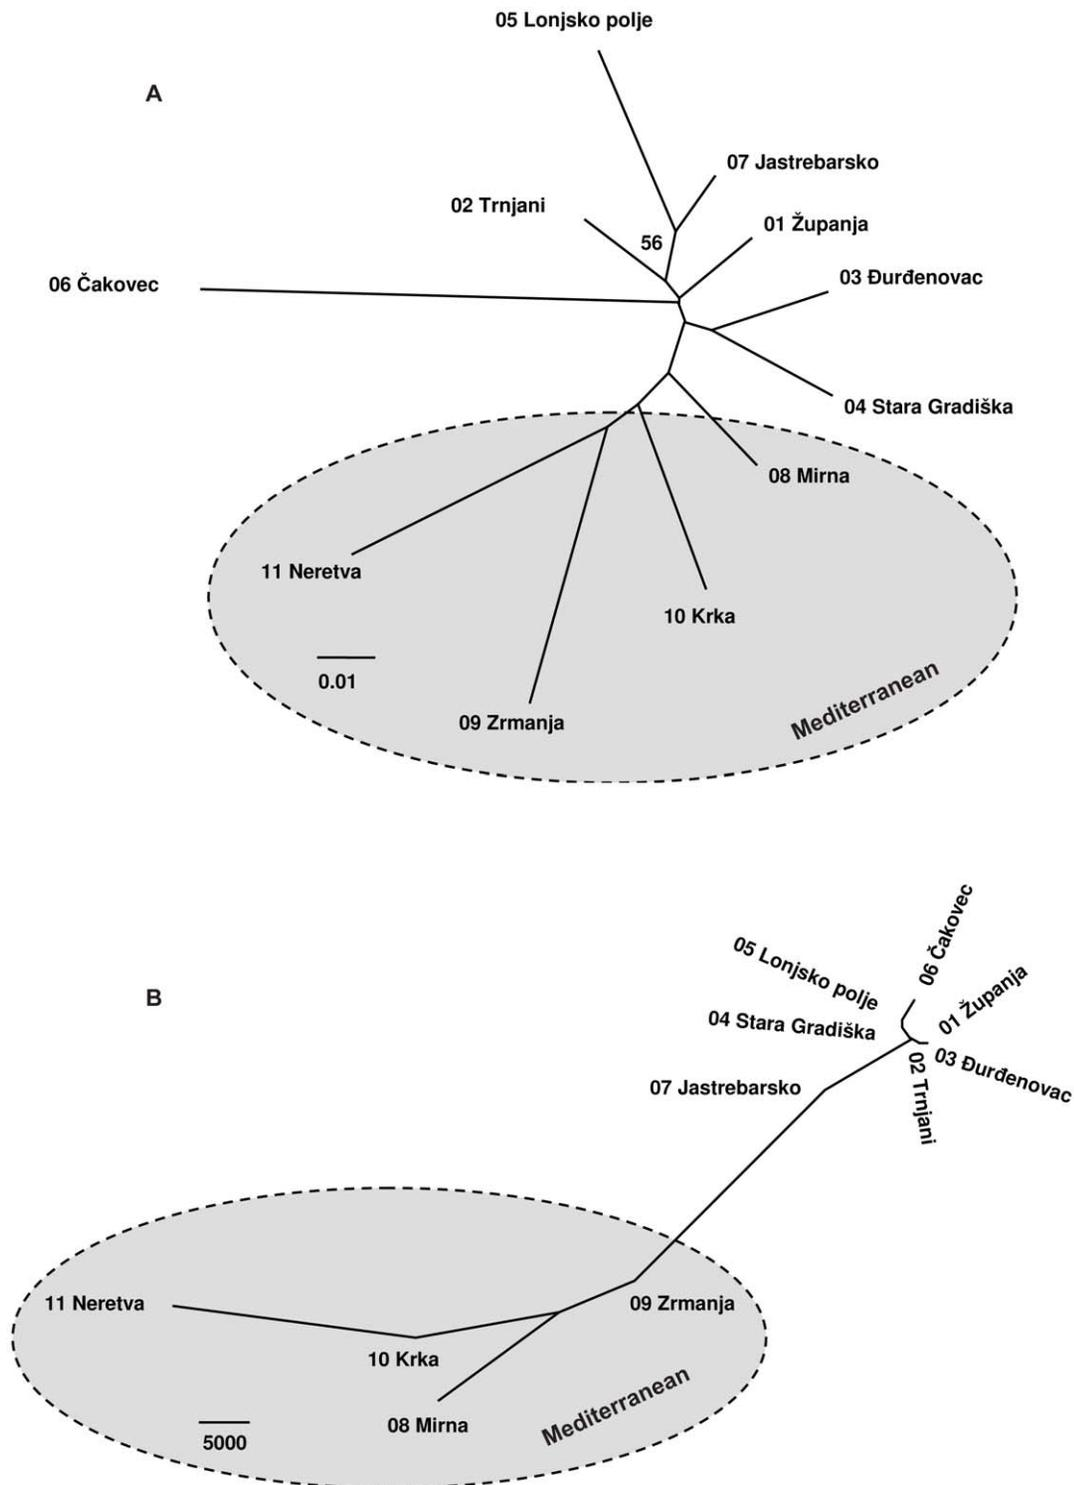 05 Lonjsko polje
A
07 Jastrebarsko
02 Trnjani
01 Županja
56
06 Čakovec
03 Đurđenovac
04 Stara Gradiška
08 Mirna
11 Neretva
10 Krka
0.01
Mediterranean
09 Zrmanja
06 Čakovec
05 Lonjsko polje
B
01 Županja
04 Stara Gradiška
03 Đurđenovac
02 Trnjani
07 Jastrebarsko
11 Neretva
09 Zrmanja
10 Krka
Mediterranean
08 Mirna
5000